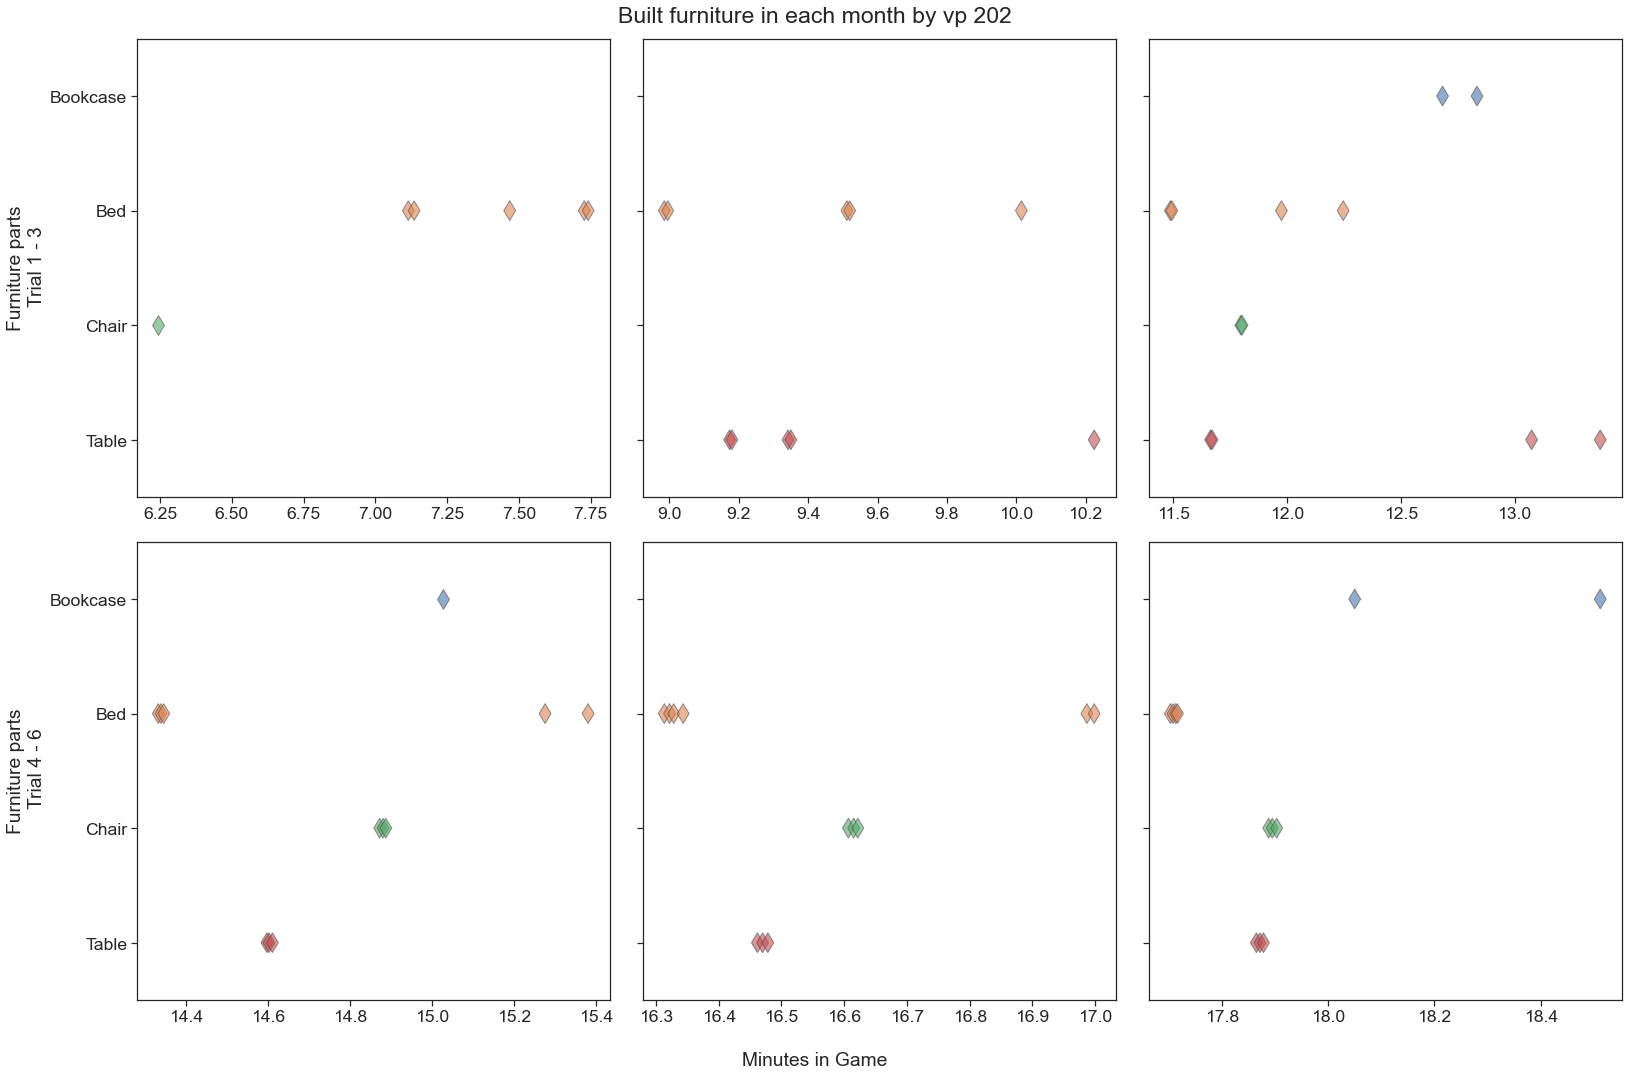 Built furniture in each month by vp 202
Furniture parts
Trial 1 - 3
Bookcase
Bed
Chair
Table
6.25 6.50 6.75 7.00 7.25 7.50 7.75
9.0 9.2 9.4 9.6 9.8 10.0 10.2
11.5 12.0 12.5 13.0
Furniture parts
Trial 4 - 6
Bookcase
Bed
Chair
Table
14.4 14.6 14.8 15.0 15.2 15.4
16.3 16.4 16.5 16.6 16.7 16.8 16.9 17.0
17.8 18.0 18.2 18.4
Minutes in Game